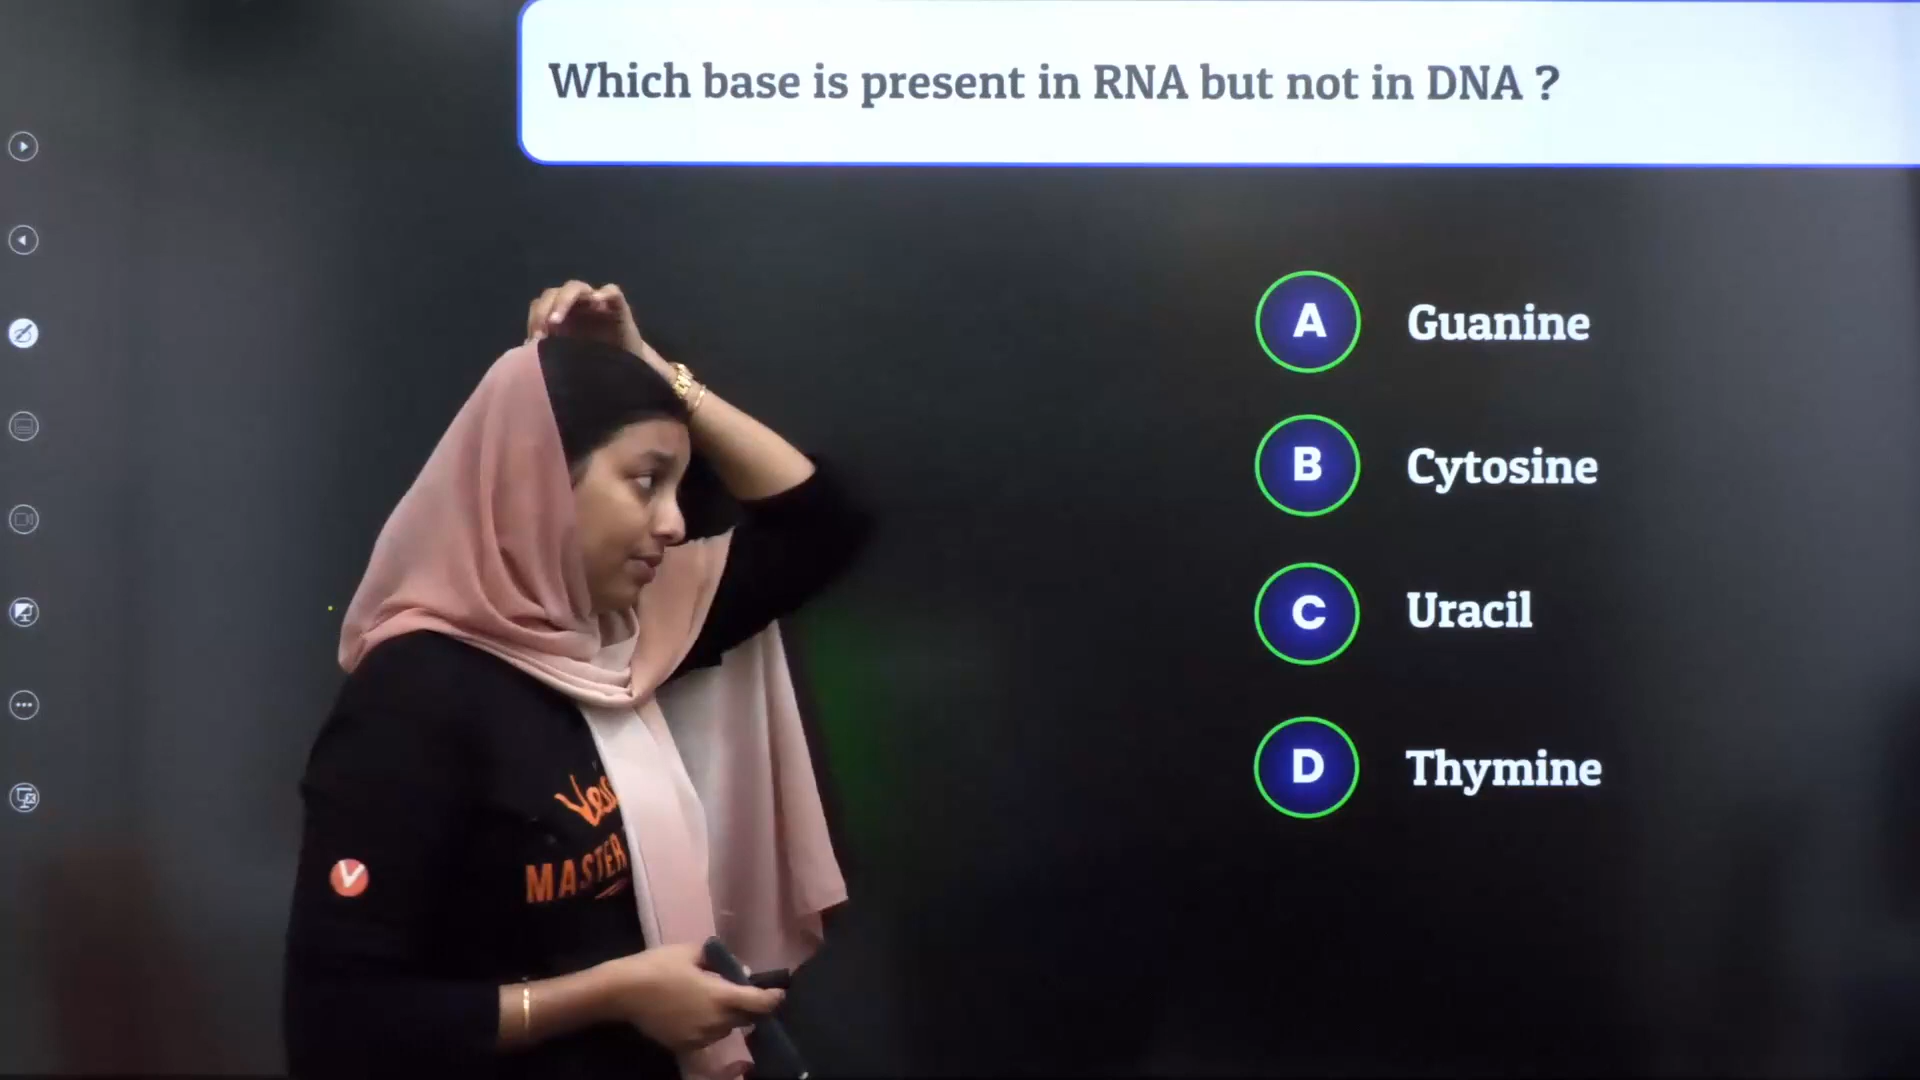 Which base is present in RNA but not in DNA ?
A Guanine
B Cytosine
C Uracil
D Thymine
MASTER
V